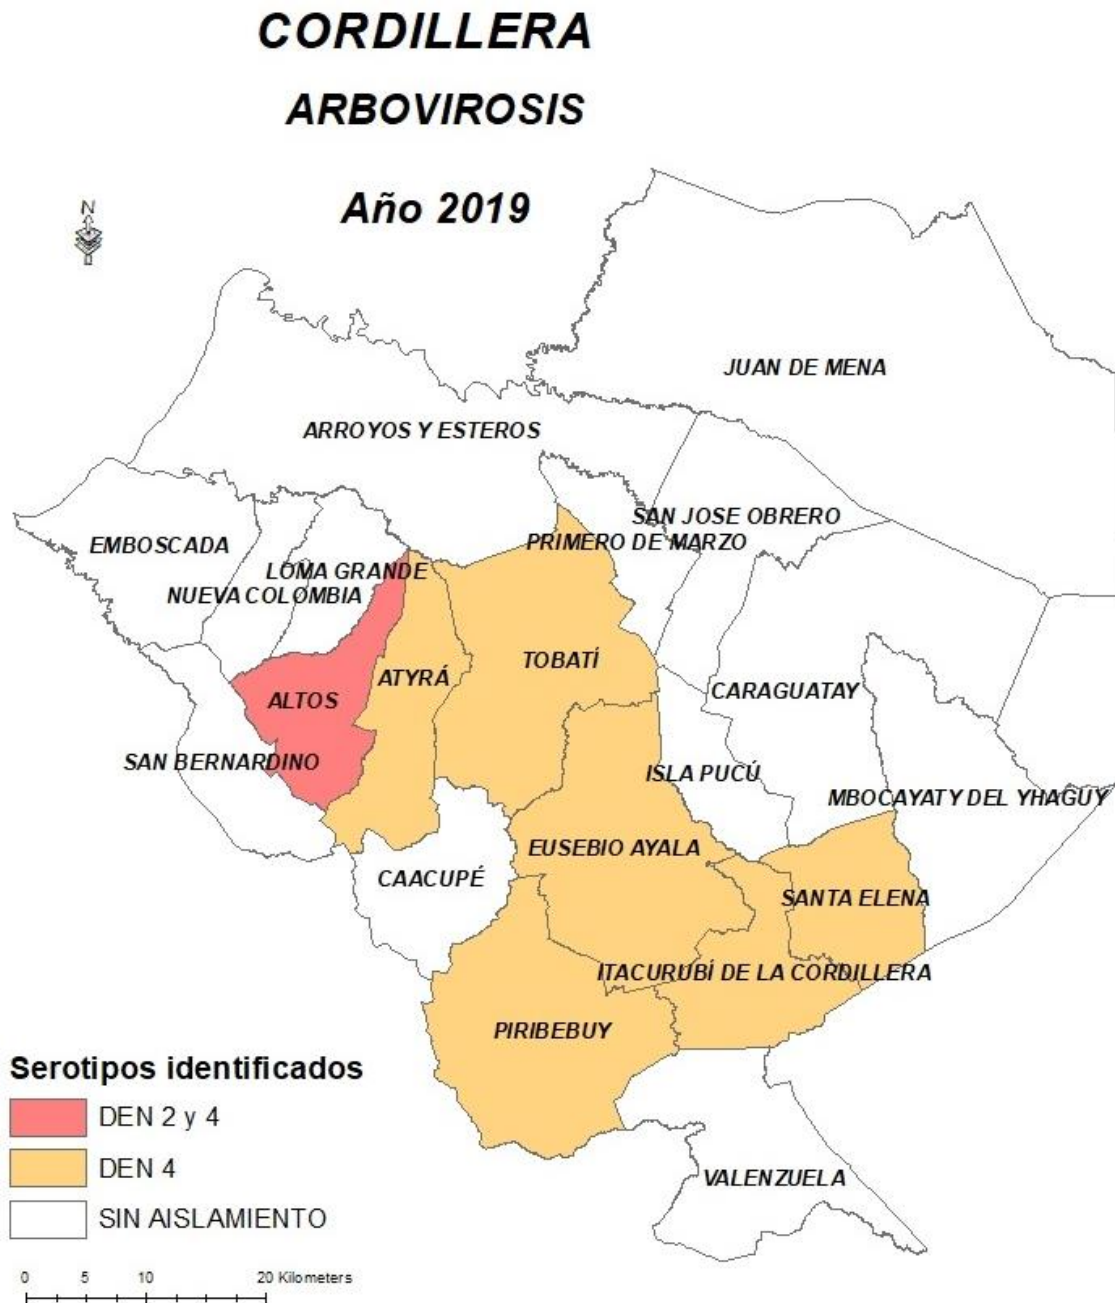 CORDILLERA
ARBOVIROSIS
Año 2019
N
JUAN DE MENA
ARROYOS Y ESTEROS
SAN JOSE OBRERO
PRIMERO DE MARZO
EMBOSCADA
LOMA GRANDE
NUEVA COLOMBIA
TOBATÍ
ATYRÁ
CARAGUATAY
ALTOS
SAN BERNARDINO
ISLA PUCÚ
MBOCAYATY DEL YHAGUY
EUSEBIO AYALA
CAACUPÉ
SANTA ELENA
ITACURUBÍ DE LA CORDILLERA
PIRIBEBUY
VALENZUELA
Serotipos identificados
DEN 2 y 4
DEN 4
SIN AISLAMIENTO
0 5 10 20 Kilometers